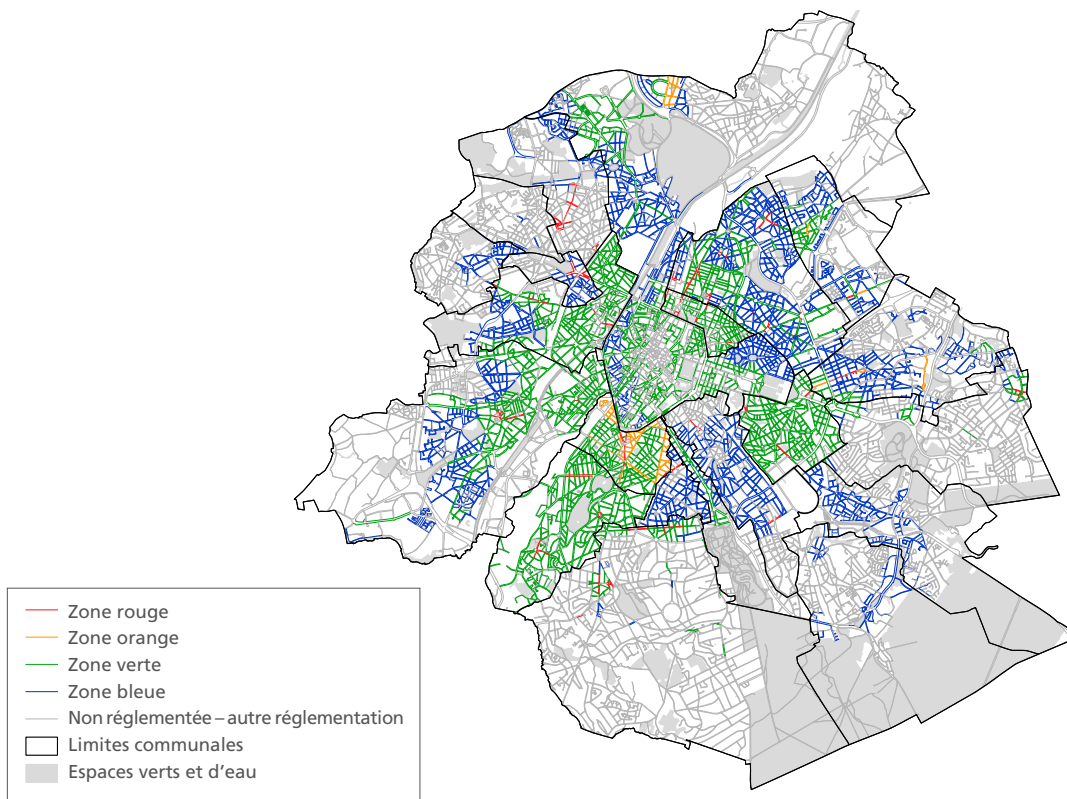 Zone rouge
Zone orange
Zone verte
Zone bleue
Non réglementée – autre réglementation
Limites communales
Espaces verts et d'eau